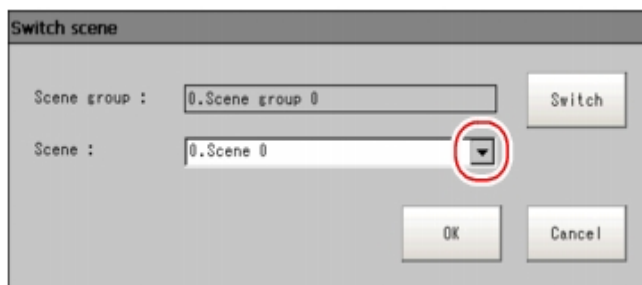 Switch scene
Scene group :
0.Scene group 0
Switch
Scene :
0.Scene 0
OK
Cancel